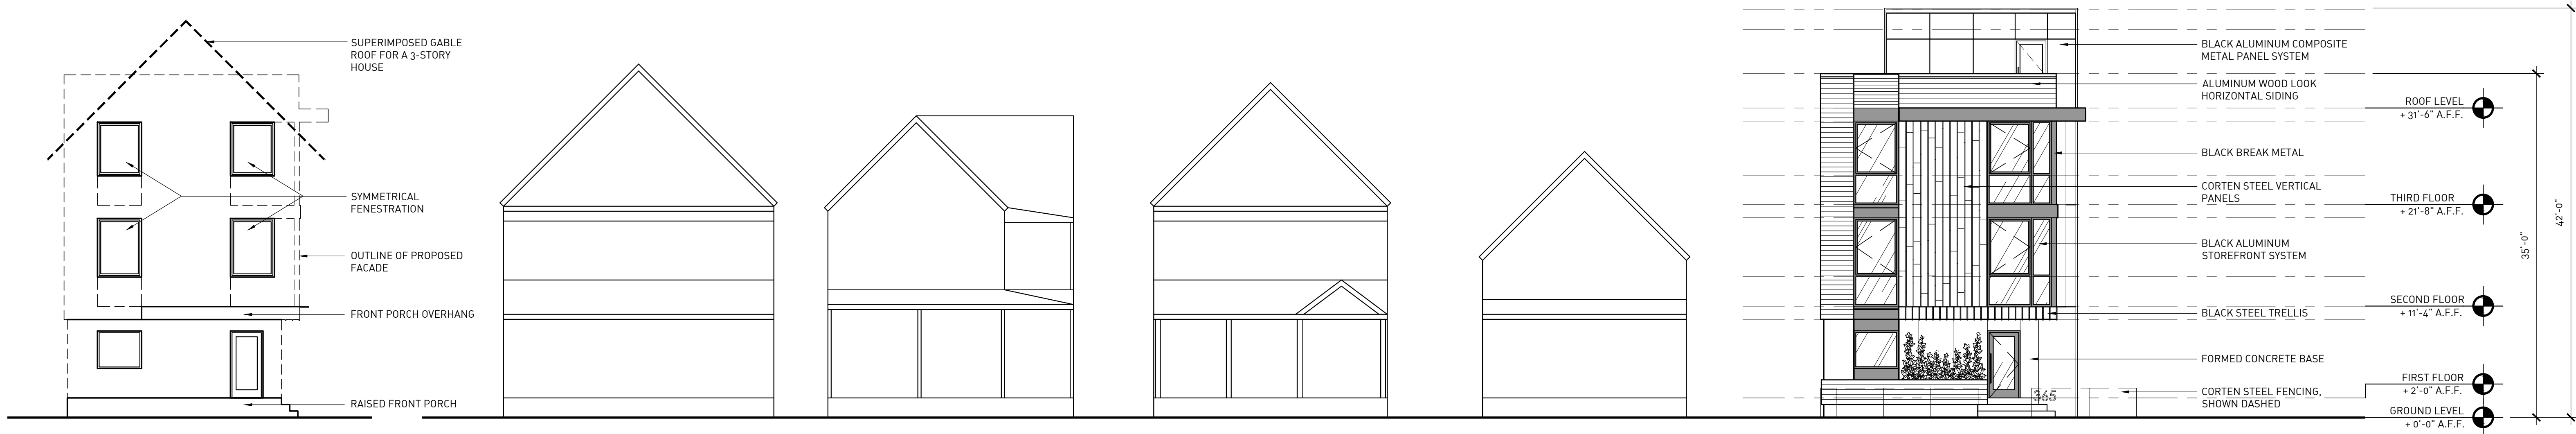 SUPERIMPOSED GABLE
ROOF FOR A 3-STORY
HOUSE
SYMMETRICAL
FENESTRATION
OUTLINE OF PROPOSED
FACADE
FRONT PORCH OVERHANG
RAISED FRONT PORCH
365
BLACK ALUMINUM COMPOSITE
METAL PANEL SYSTEM
ALUMINUM WOOD LOOK
HORIZONTAL SIDING
BLACK BREAK METAL
CORTEN STEEL VERTICAL
PANELS
BLACK ALUMINUM
STOREFRONT SYSTEM
BLACK STEEL TRELLIS
FORMED CONCRETE BASE
CORTEN STEEL FENCING,
SHOWN DASHED
ROOF LEVEL
+ 31'-6" A.F.F.
THIRD FLOOR
+ 21'-8" A.F.F.
SECOND FLOOR
+ 11'-4" A.F.F.
FIRST FLOOR
+ 2'-0" A.F.F.
GROUND LEVEL
+ 0'-0" A.F.F.
35'-0"
42'-0"